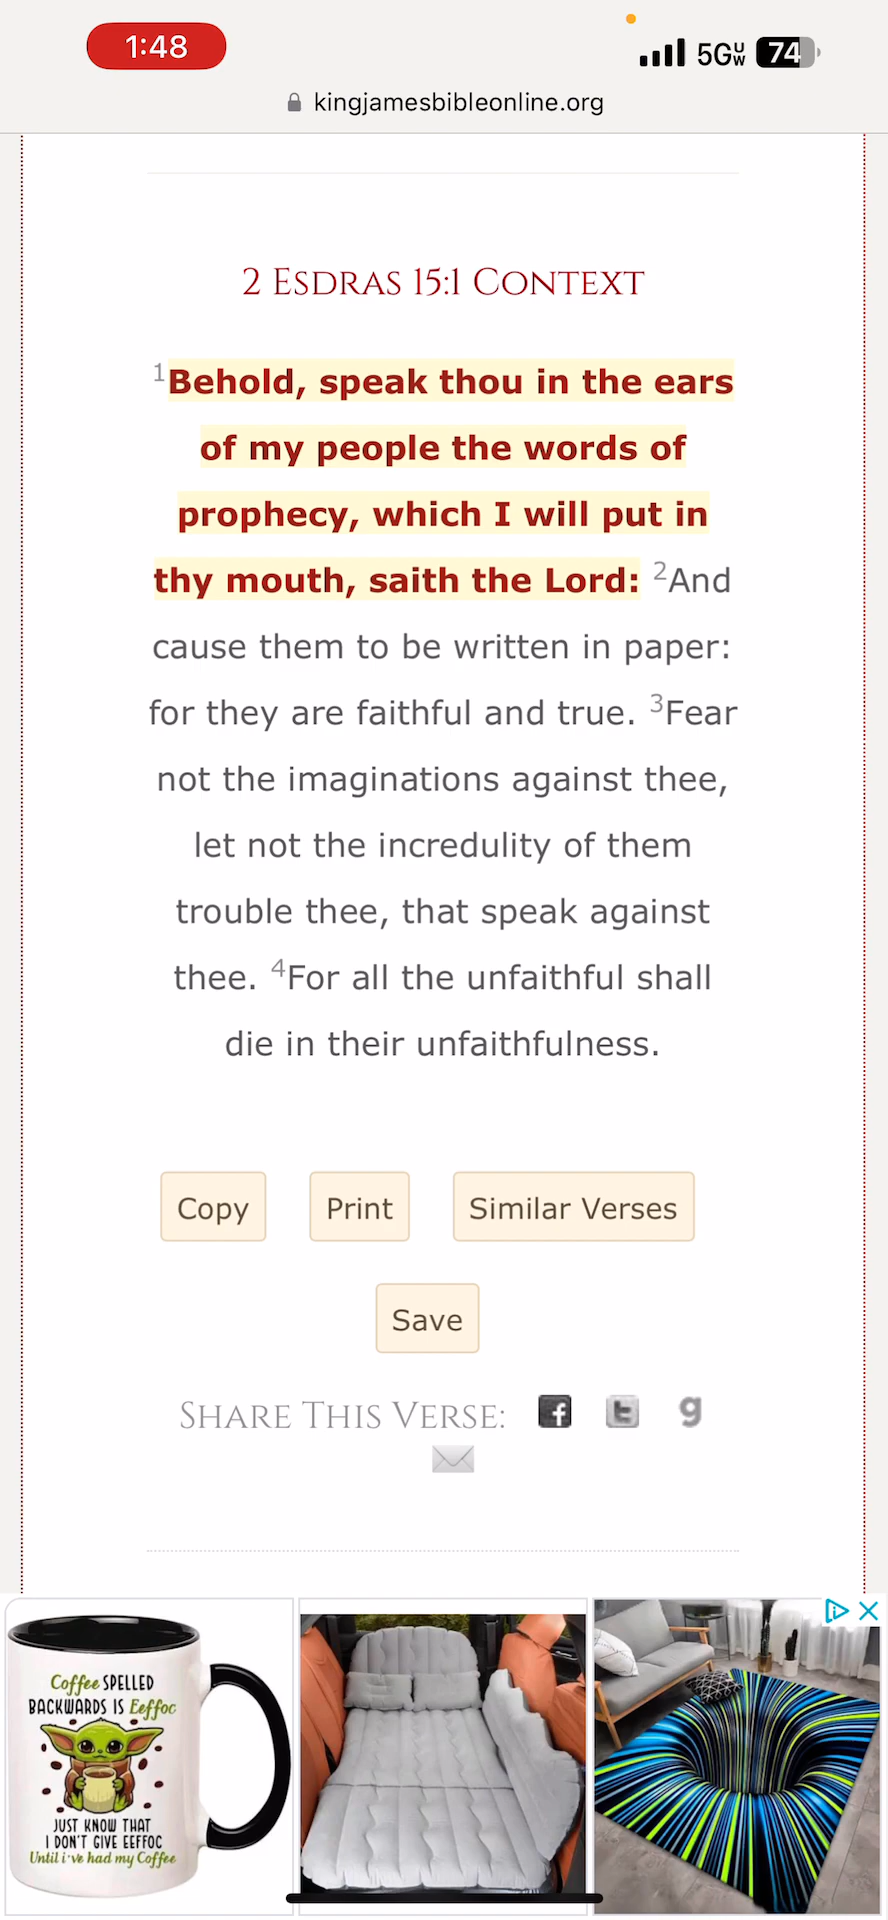 1:48
5GUW 74
kingjamesbibleonline.org
2 Esdras 15:1 Context
1Behold, speak thou in the ears
of my people the words of
prophecy, which I will put in
thy mouth, saith the Lord: 2And
cause them to be written in paper:
for they are faithful and true. 3Fear
not the imaginations against thee,
let not the incredulity of them
trouble thee, that speak against
thee. 4For all the unfaithful shall
die in their unfaithfulness.
Copy Print Similar Verses
Save
Share This Verse: f t g
Coffee SPELLED
BACKWARDS IS Eeffoc
JUST KNOW THAT
I DON'T GIVE EEFFOC
Until i've had my Coffee